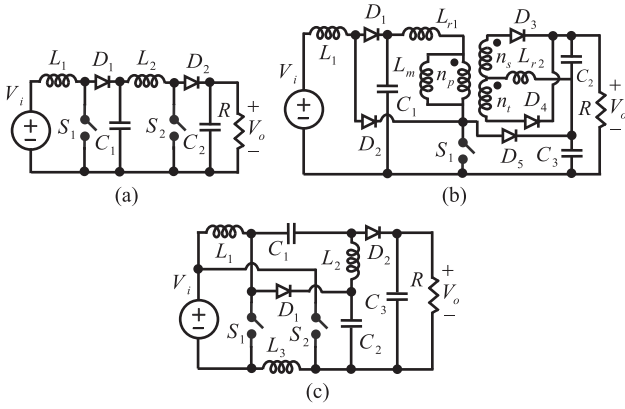 L1 D1 L2 D2
Vi S1 C1 S2 C2 R + Vo −
(a)
L1 D1 Lr1 D3
Vi Lm np ns Lr2 C2
C1 nt D4 R + Vo −
D2 S1 D5 C3
(b)
L1 C1 L2 D2
Vi D1 C3 R + Vo −
S1 S2 C2
L3
(c)